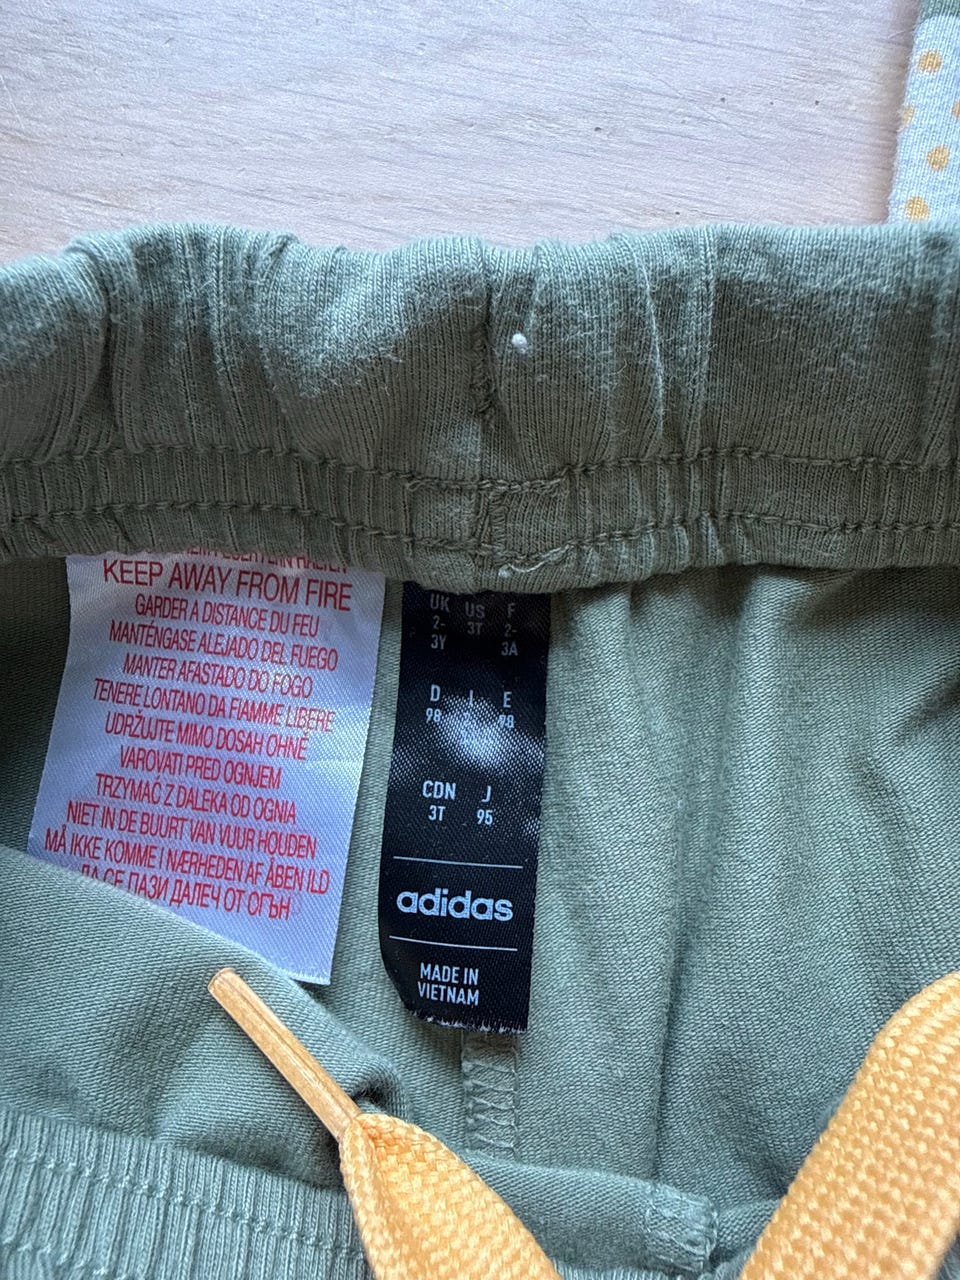 KEEP AWAY FROM FIRE
GARDER A DISTANCE DU FEU
MANTÉNGASE ALEJADO DEL FUEGO
MANTER AFASTADO DO FOGO
TENERE LONTANO DA FIAMME LIBERE
UDRŽUJTE MIMO DOSAH OHNĚ
VAROVATI PRED OGNJEM
TRZYMAĆ Z DALEKA OD OGNIA
NIET IN DE BUURT VAN VUUR HOUDEN
MÅ IKKE KOMME I NÆRHEDEN AF ÅBEN ILD
ДА СЕ ПАЗИ ДАЛЕЧ ОТ ОГЪН
UK US F
2- 3T 2-
3Y 3A
D I E
98 98
CDN J
3T 95
adidas
MADE IN
VIETNAM